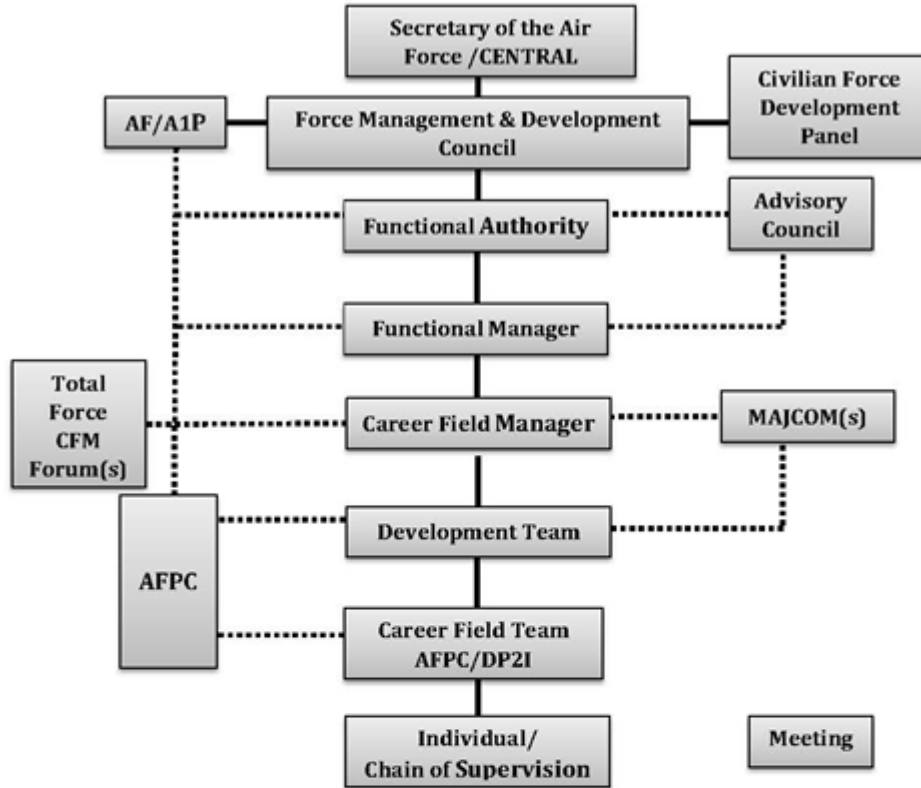 Secretary of the Air
Force /CENTRAL
Civilian Force
Development
Panel
AF/A1P
Force Management & Development
Council
Functional Authority
Advisory
Council
Functional Manager
Total
Force
CFM
Forum(s)
Career Field Manager
MAJCOM(s)
Development Team
AFPC
Career Field Team
AFPC/DP2I
Individual/
Chain of Supervision
Meeting